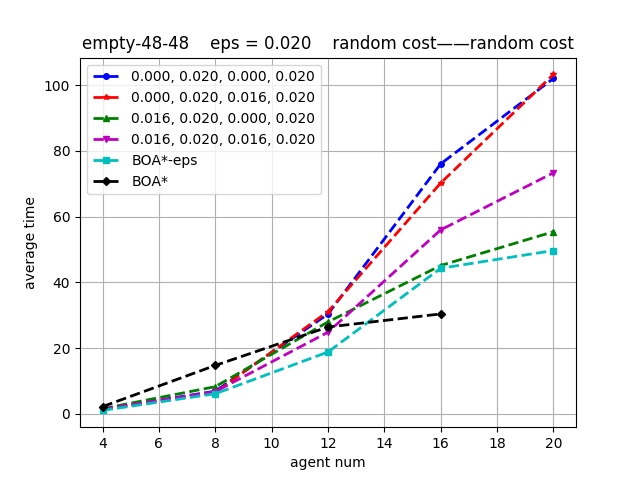 empty-48-48    eps = 0.020    random cost——random cost
0.000, 0.020, 0.000, 0.020
0.000, 0.020, 0.016, 0.020
0.016, 0.020, 0.000, 0.020
0.016, 0.020, 0.016, 0.020
BOA*-eps
BOA*
average time
100
80
60
40
20
0
4 6 8 10 12 14 16 18 20
agent num